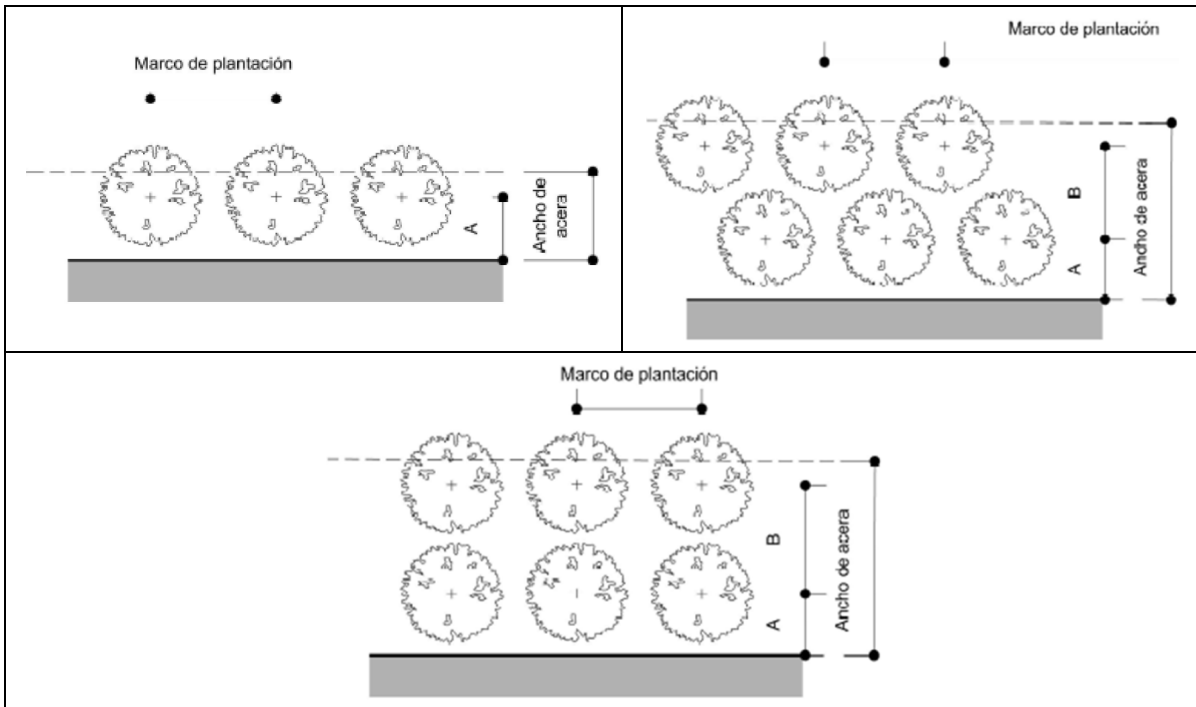 Marco de plantación
A
Ancho de
acera
Marco de plantación
B
A
Ancho de acera
Marco de plantación
B
A
Ancho de acera